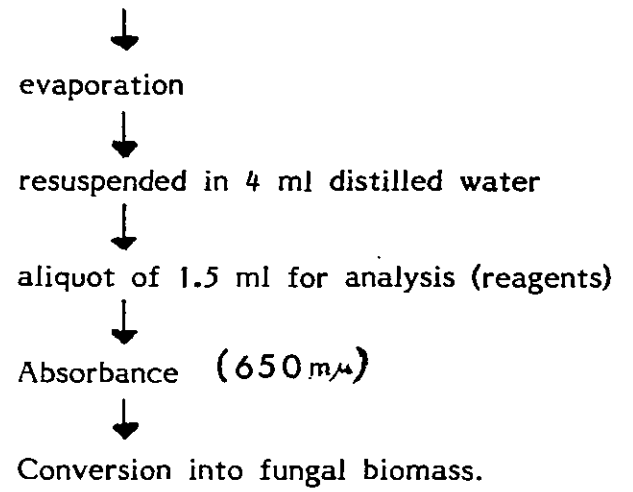 evaporation
resuspended in 4 ml distilled water
aliquot of 1.5 ml for analysis (reagents)
Absorbance (650 mμ)
Conversion into fungal biomass.